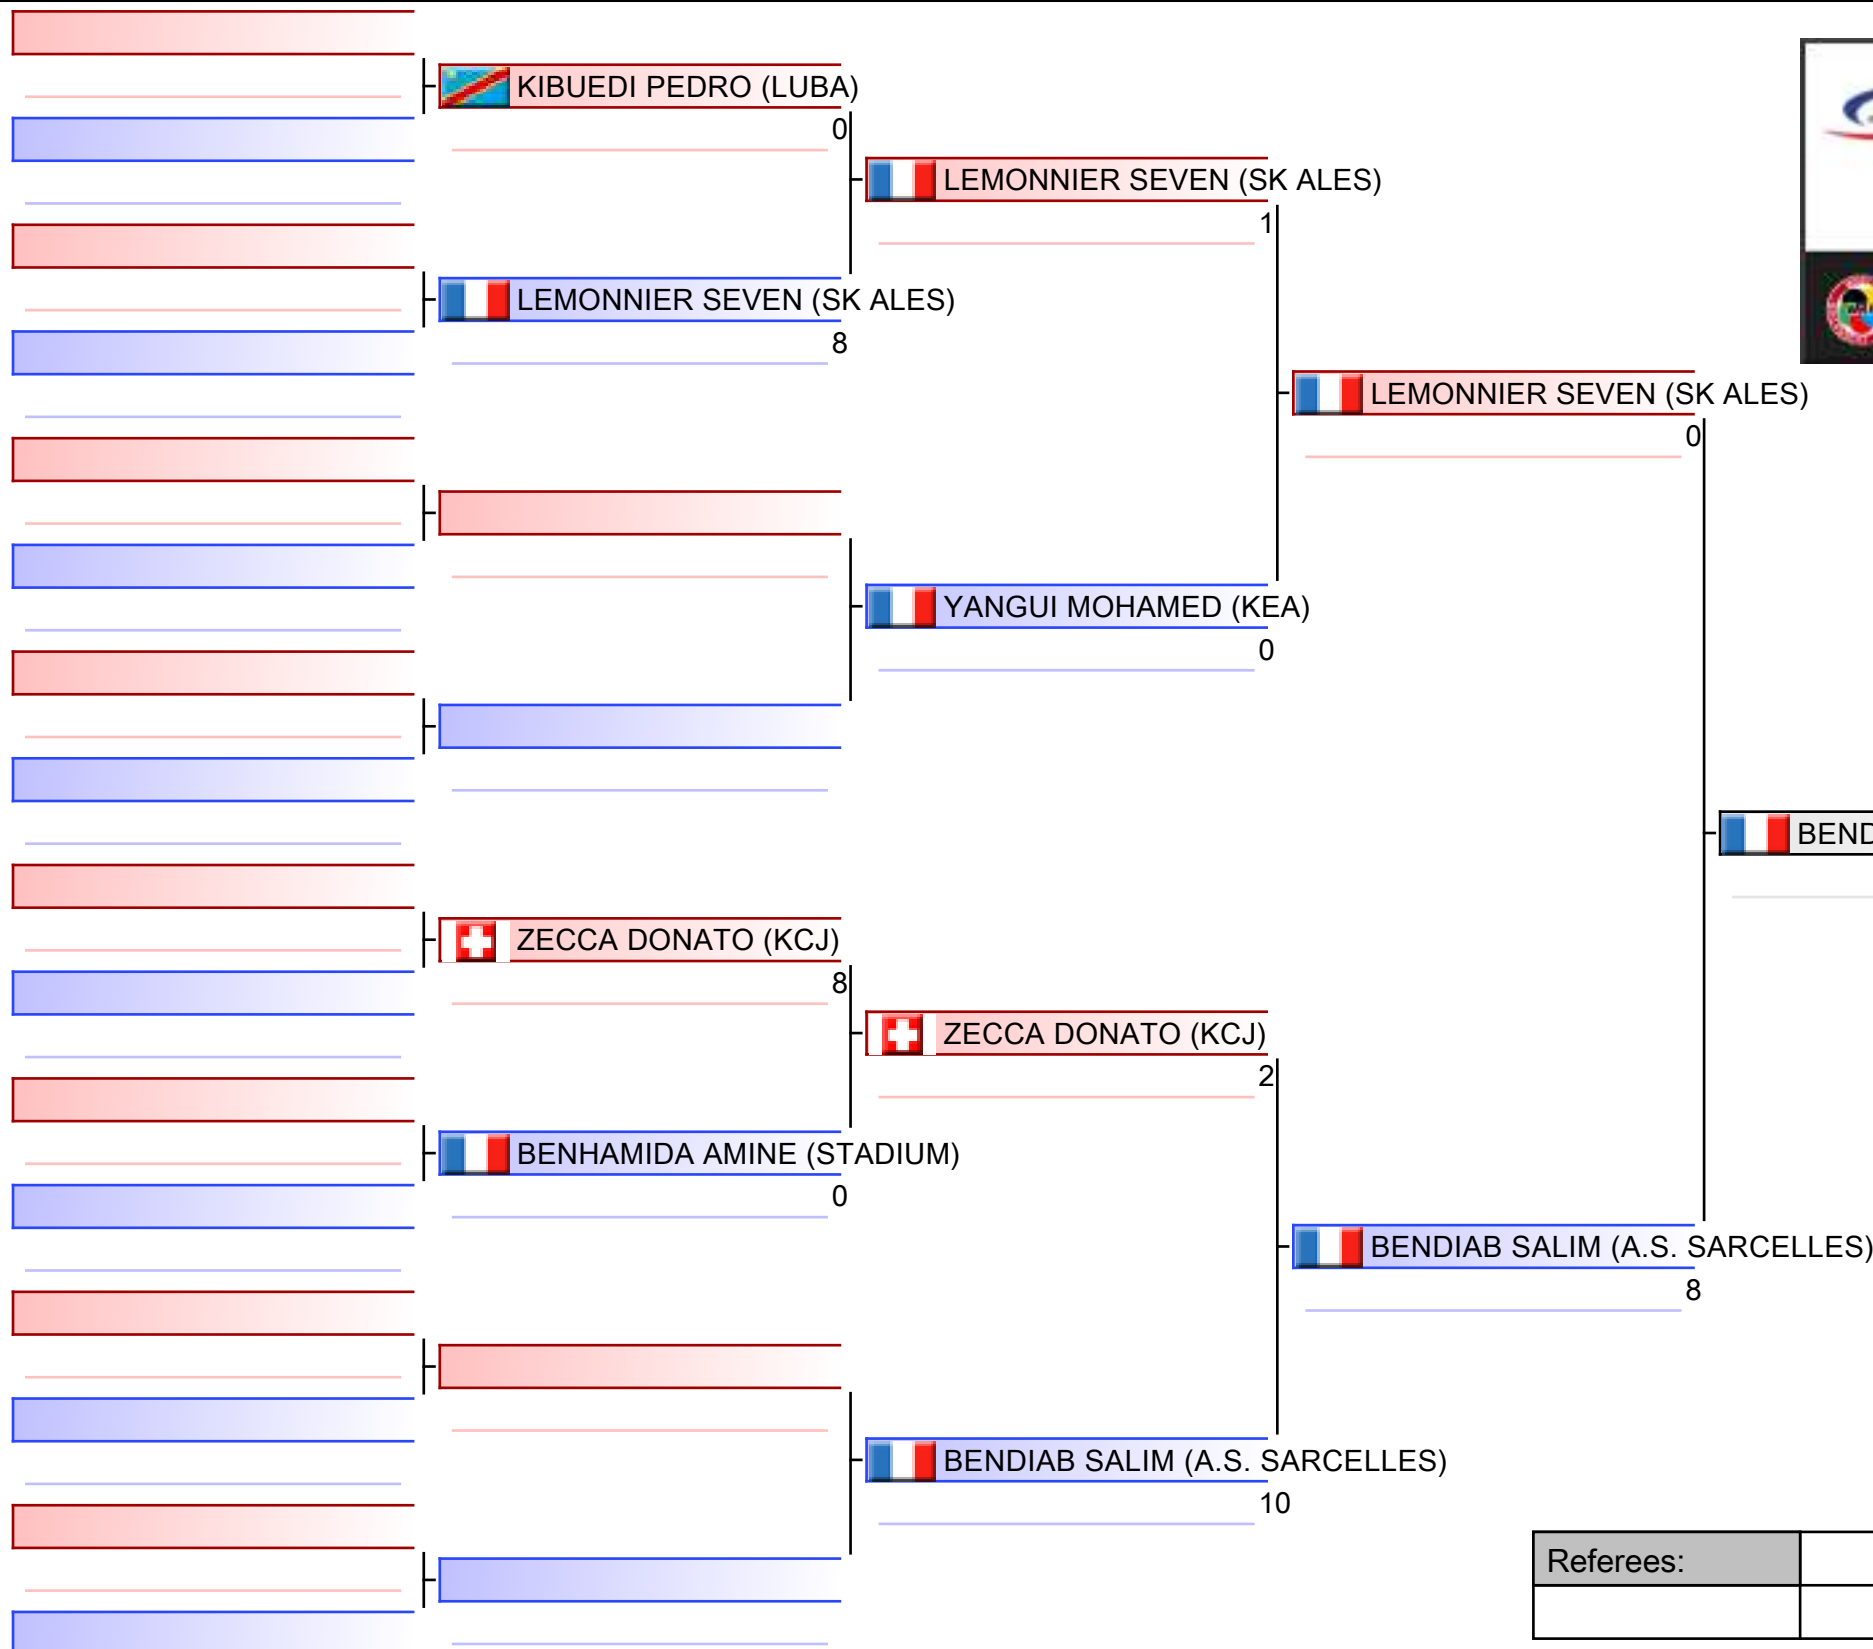 KIBUEDI PEDRO (LUBA)
0
LEMONNIER SEVEN (SK ALES)
1
LEMONNIER SEVEN (SK ALES)
8
LEMONNIER SEVEN (SK ALES)
0
YANGUI MOHAMED (KEA)
0
BEND
ZECCA DONATO (KCJ)
8
ZECCA DONATO (KCJ)
2
BENHAMIDA AMINE (STADIUM)
0
BENDIAB SALIM (A.S. SARCELLES)
8
BENDIAB SALIM (A.S. SARCELLES)
10
Referees: